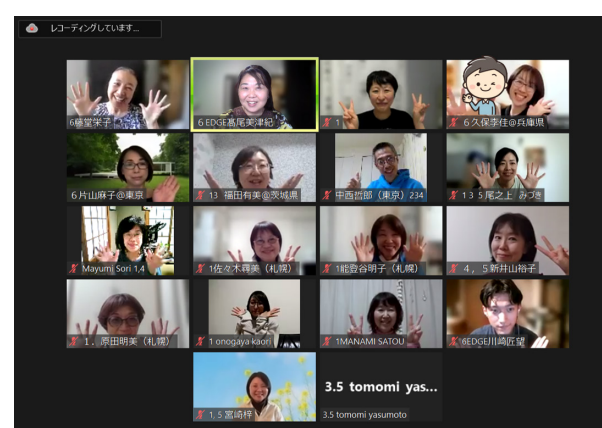 レコーディングしています...
6藤堂栄子
6 EDGE髙尾美津紀
1
6 久保李佳@兵庫県
6 片山麻子@東京
13 福田有美@茨城県
中西哲郎（東京）234
1 3 5 尾之上 みづき
Mayumi Sori 1,4
1佐々木尋美（札幌）
1能登谷明子（札幌）
4，5新井山裕子
1．原田明美（札幌）
1 onogaya kaori
1MANAMI SATOU
6EDGE川崎匠望
1, 5 宮崎梓
3.5 tomomi yas...
3.5 tomomi yasumoto